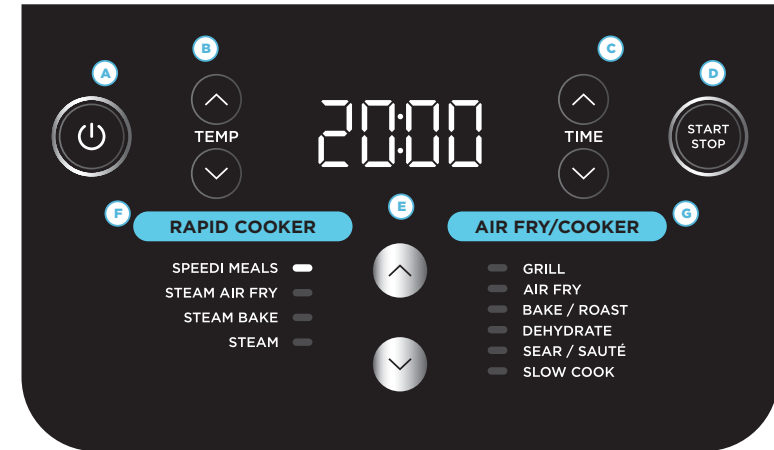 A
B
C
D
TEMP
20:00
TIME
START
STOP
F
E
G
RAPID COOKER
AIR FRY/COOKER
SPEEDI MEALS
STEAM AIR FRY
STEAM BAKE
STEAM
GRILL
AIR FRY
BAKE / ROAST
DEHYDRATE
SEAR / SAUTÉ
SLOW COOK